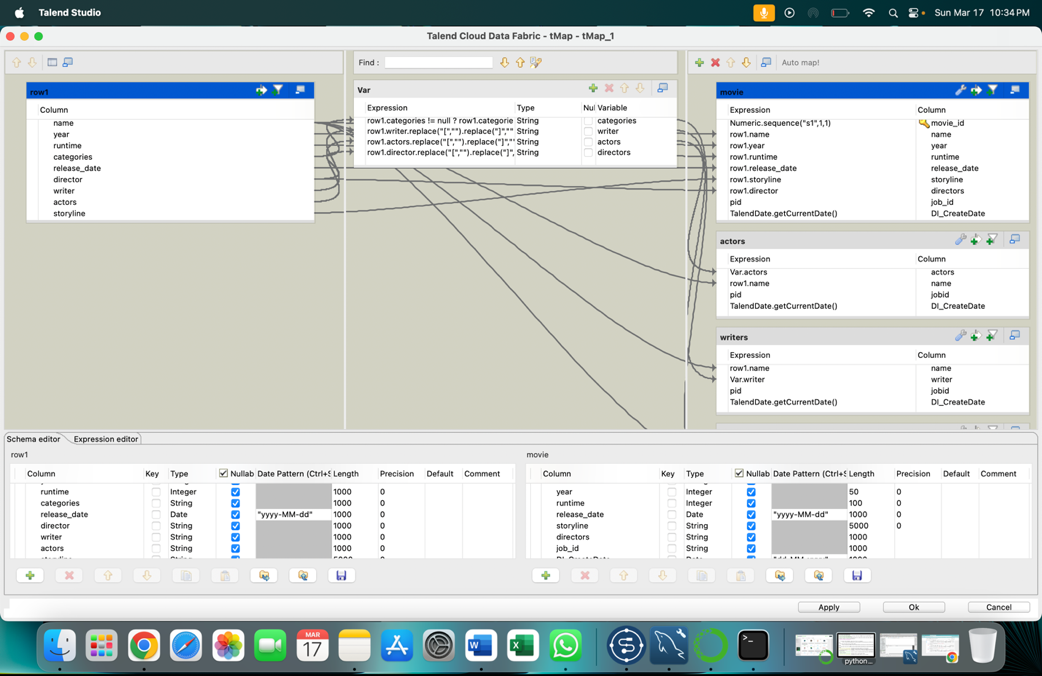 Talend Studio
Sun Mar 17 10:34 PM
Talend Cloud Data Fabric - tMap - tMap_1
Find :
Auto map!
row1
Column
name
year
runtime
categories
release_date
director
writer
actors
storyline
Var
Expression Type Nul Variable
row1.categories != null ? row1.categorie String categories
row1.writer.replace("[","").replace("]","" String writer
row1.actors.replace("[","").replace("]","" String actors
row1.director.replace("[","").replace("]", String directors
movie
Expression Column
Numeric.sequence("s1",1,1) movie_id
row1.name name
row1.year year
row1.runtime runtime
row1.release_date release_date
row1.storyline storyline
row1.director directors
pid job_id
TalendDate.getCurrentDate() DI_CreateDate
actors
Expression Column
Var.actors actors
row1.name name
pid jobid
TalendDate.getCurrentDate() DI_CreateDate
writers
Expression Column
row1.name name
Var.writer writer
pid jobid
TalendDate.getCurrentDate() DI_CreateDate
Schema editor Expression editor
row1
Column Key Type Nullab Date Pattern (Ctrl+S Length Precision Default Comment
runtime Integer 1000 0
categories String 1000 0
release_date Date "yyyy-MM-dd" 1000 0
director String 1000 0
writer String 1000 0
actors String 1000 0
movie
Column Key Type Nullab Date Pattern (Ctrl+S Length Precision Default Comment
year Integer 50 0
runtime Integer 100 0
release_date Date "yyyy-MM-dd" 1000 0
storyline String 5000 0
directors String 1000
job_id String 1000
Apply Ok Cancel
MAR
17
python...